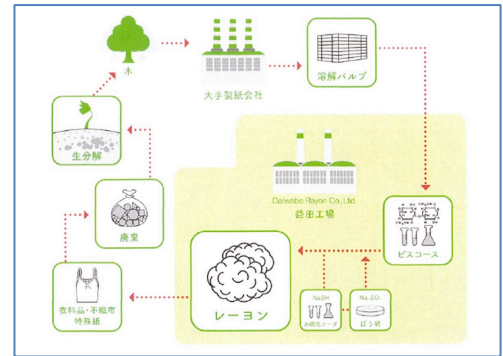 木
大手製紙会社
溶解パルプ
生分解
Daiwabo Rayon Co.,Ltd.
益田工場
廃棄
ビスコース
レーヨン
NaSH
水硫化ソーダ
Na₂SO₄
ぼう硝
衣料品・不織布
特殊紙